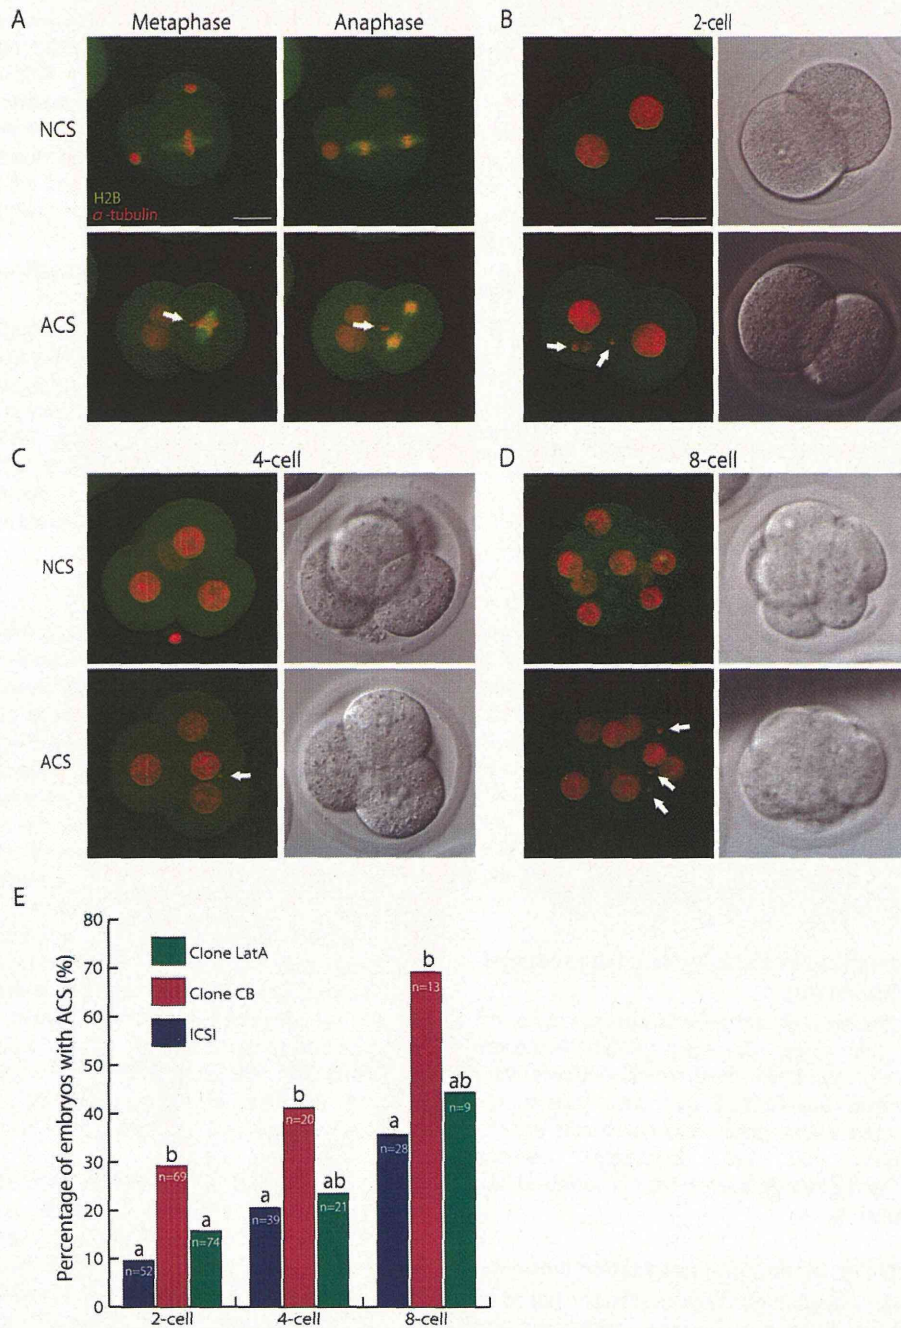 A
Metaphase
Anaphase
B
2-cell
NCS
H2B
α-tubulin
ACS
C
4-cell
D
8-cell
NCS
ACS
E
Percentage of embryos with ACS (%)
80
70
60
50
40
30
20
10
0
Clone LatA
Clone CB
ICSI
a
b
a
n=52
n=69
n=74
a
b
ab
n=39
n=20
n=21
a
b
ab
n=28
n=13
n=9
2-cell
4-cell
8-cell